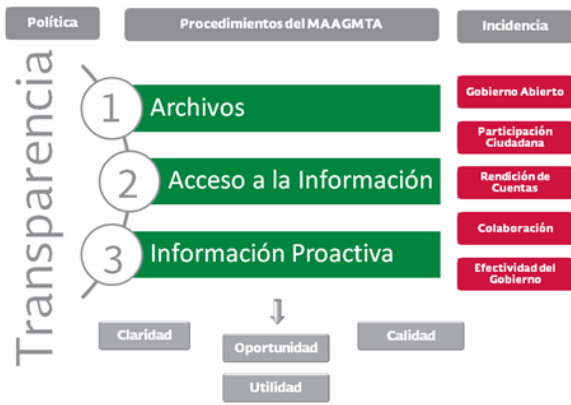 Política
Procedimientos del MAAGMTA
Incidencia
Transparencia
1 Archivos
2 Acceso a la Información
3 Información Proactiva
Gobierno Abierto
Participación
Ciudadana
Rendición de
Cuentas
Colaboración
Efectividad del
Gobierno
Claridad
Oportunidad
Calidad
Utilidad